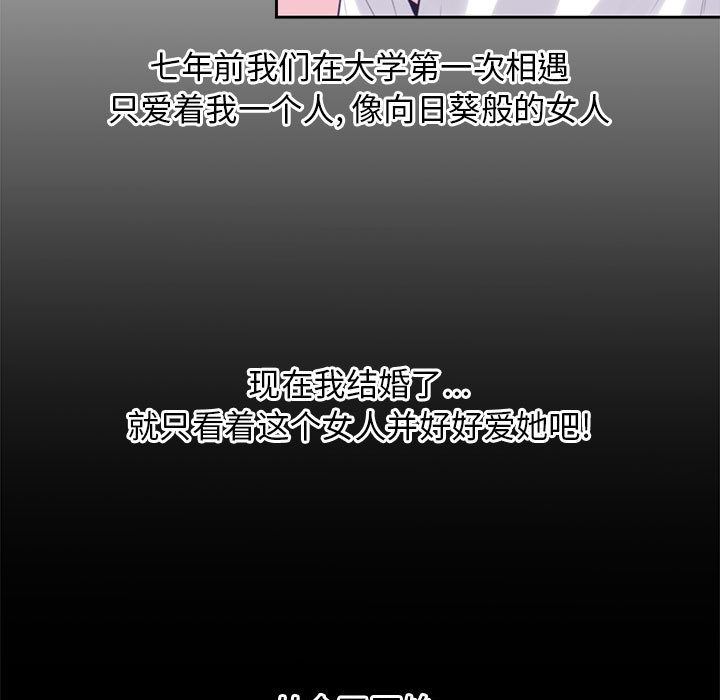 七年前我们在大学第一次相遇
只爱着我一个人, 像向日葵般的女人
现在我结婚了...
就只看着这个女人并好好爱她吧!